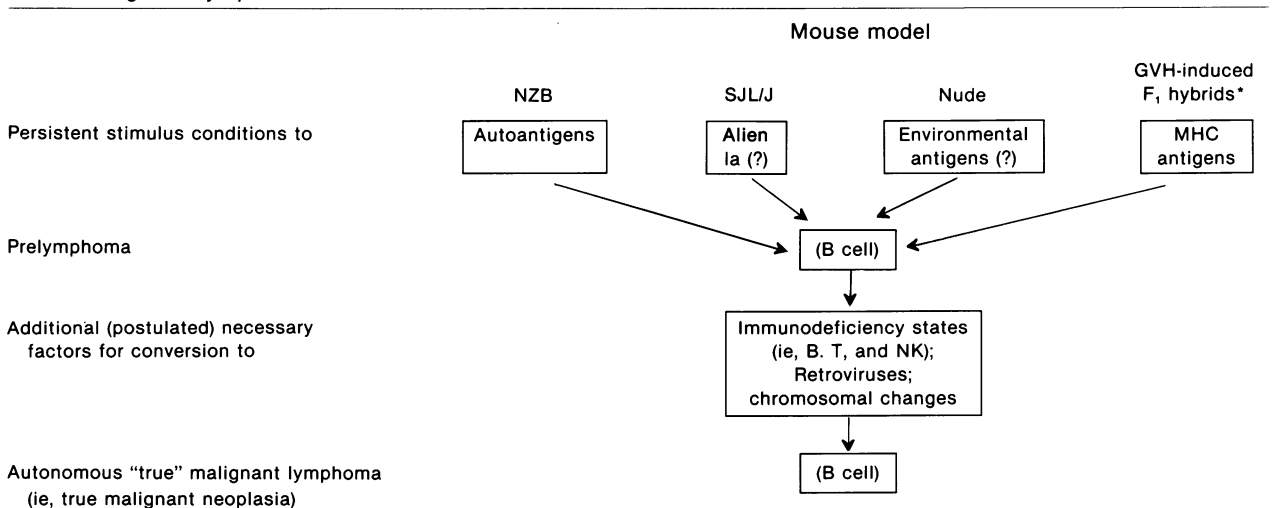 Mouse model
NZB
SJL/J
Nude
GVH-induced
F₁ hybrids*
Persistent stimulus conditions to
Autoantigens
Alien
Ia (?)
Environmental
antigens (?)
MHC
antigens
Prelymphoma
(B cell)
Additional (postulated) necessary
factors for conversion to
Immunodeficiency states
(ie, B. T, and NK);
Retroviruses;
chromosomal changes
Autonomous “true” malignant lymphoma
(ie, true malignant neoplasia)
(B cell)